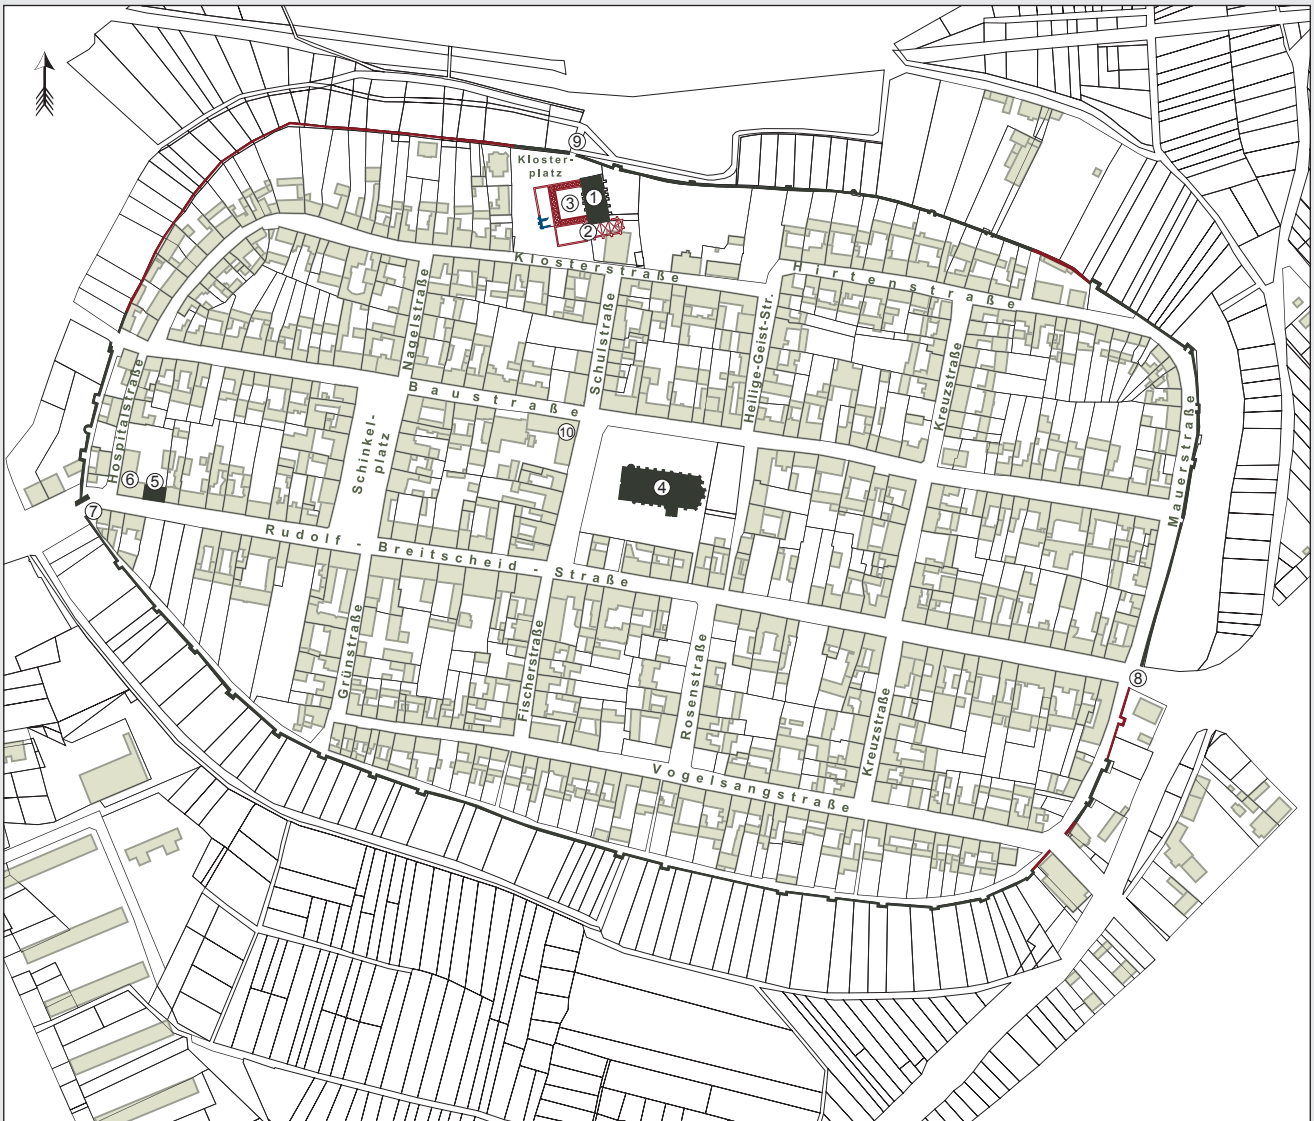 9
Kloster-
platz
1
3
2
Klosterstraße
Hirtenstraße
Nagelstraße
Schulstraße
Heilige-Geist-Str.
Kreuzstraße
Hospitalstraße
Baustraße
Schinkel-
platz
10
Mauerstraße
6
5
4
7
Rudolf - Breitscheid - Straße
Grünstraße
Fischerstraße
Rosenstraße
Kreuzstraße
8
Vogelsangstraße